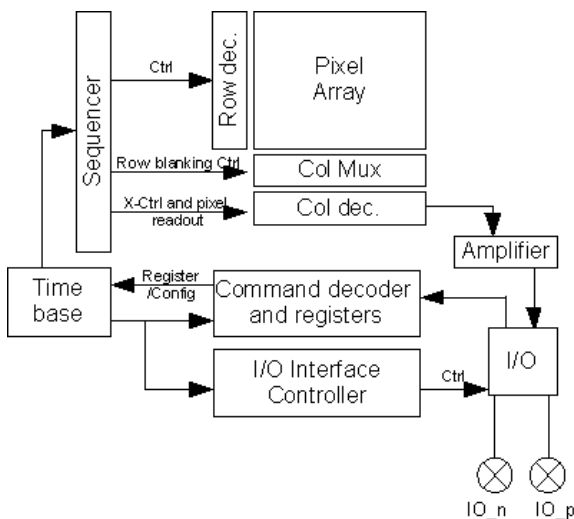 Sequencer
Ctrl
Row dec.
Pixel
Array
Row blanking Ctrl
Col Mux
X-Ctrl and pixel
readout
Col dec.
Amplifier
Time
base
Register
/Config
Command decoder
and registers
I/O
I/O Interface
Controller
Ctrl
IO_n
IO_p